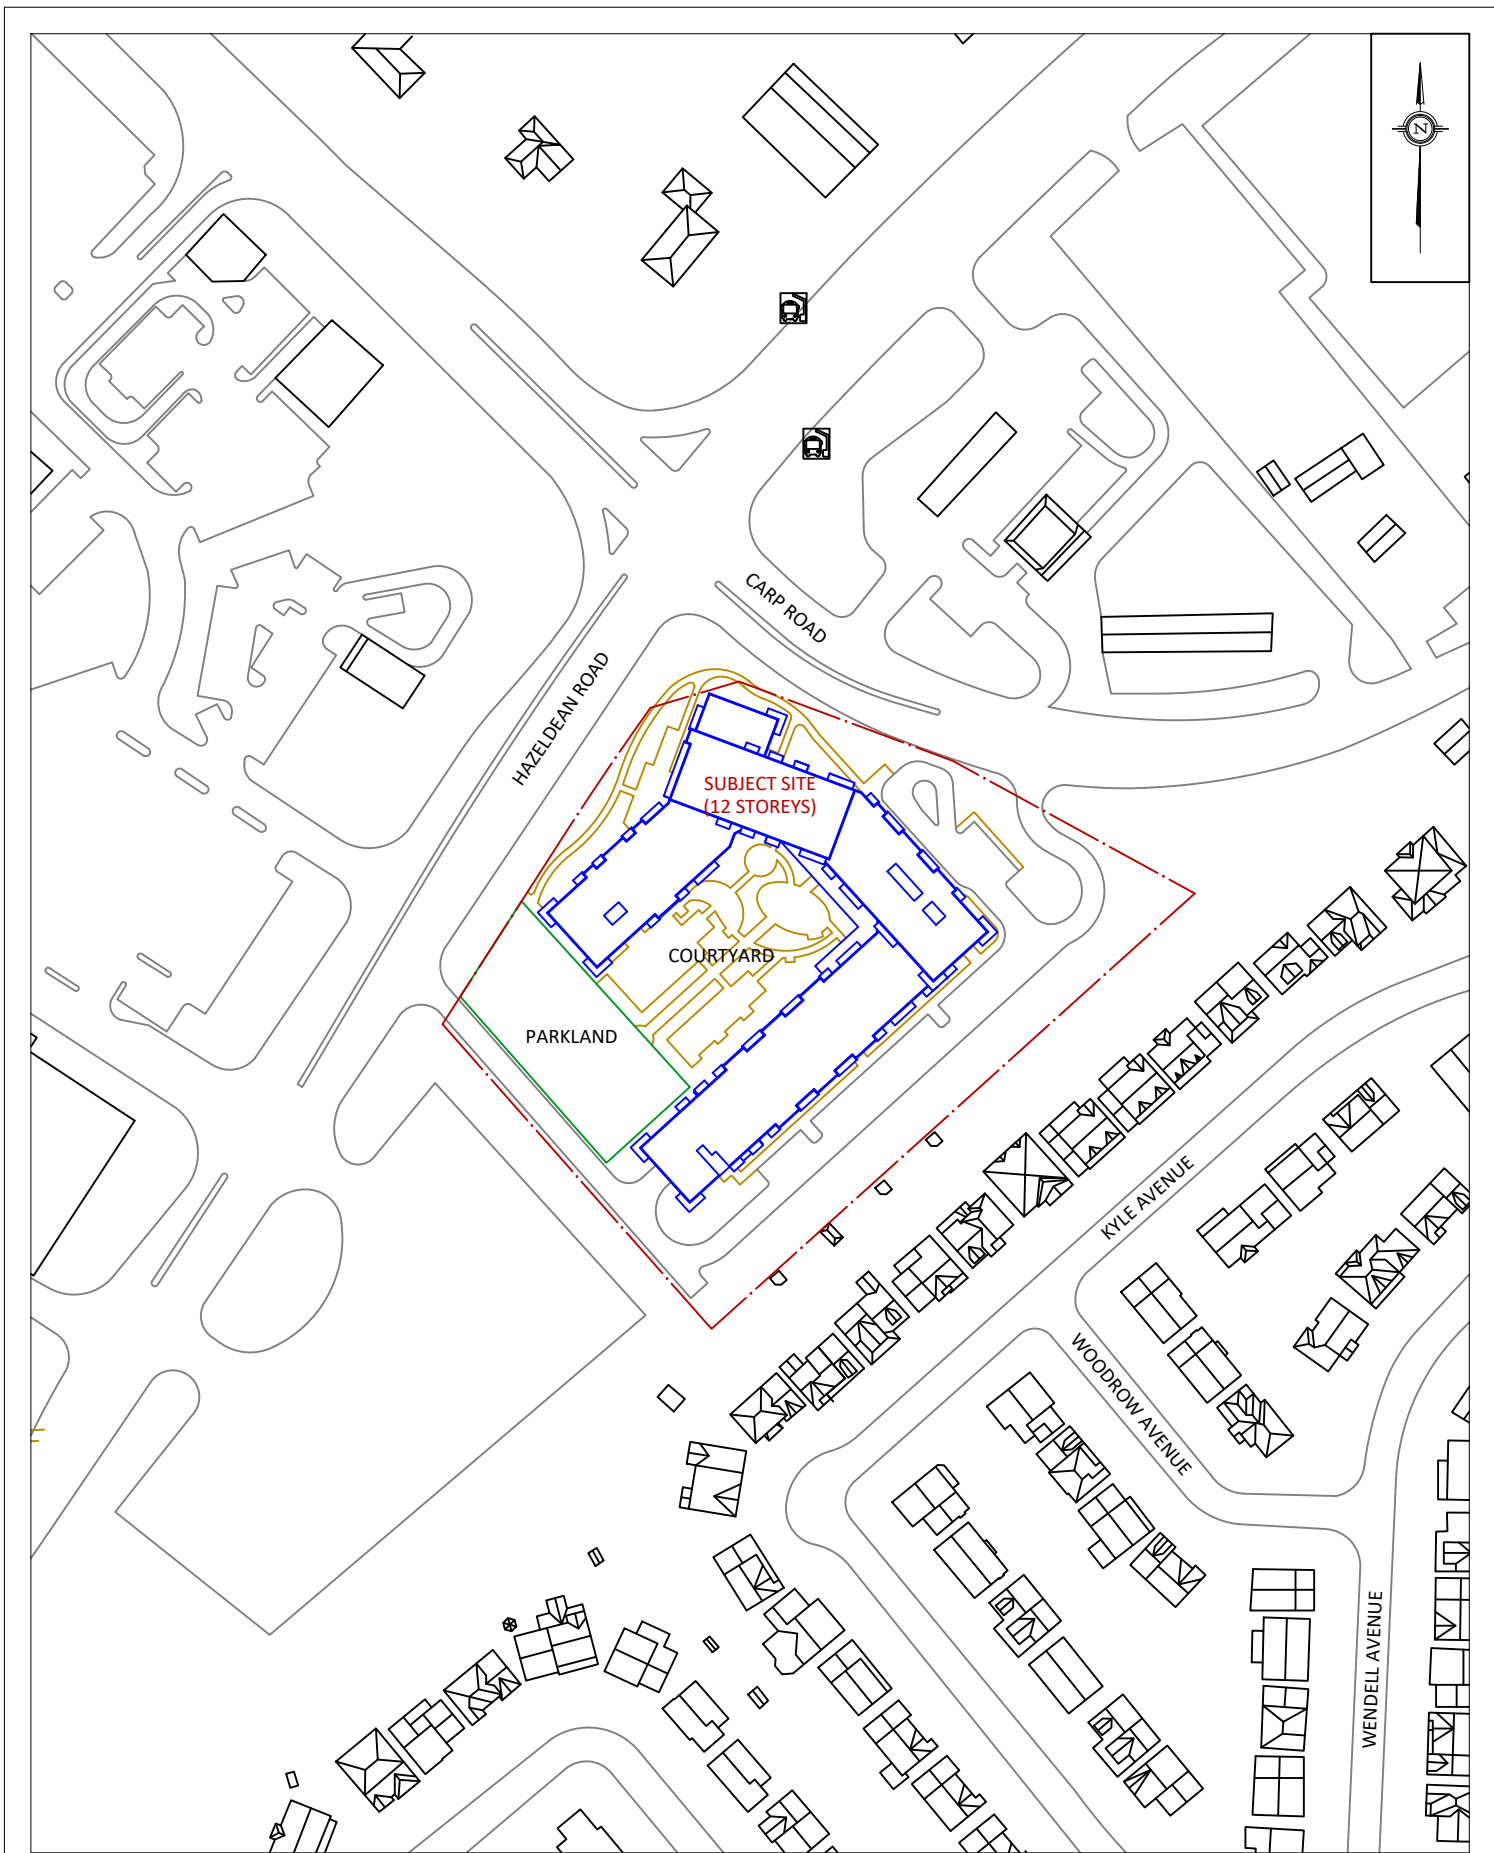 N
CARP ROAD
HAZELDEAN ROAD
SUBJECT SITE
(12 STOREYS)
COURTYARD
PARKLAND
KYLE AVENUE
WOODROW AVENUE
WENDELL AVENUE